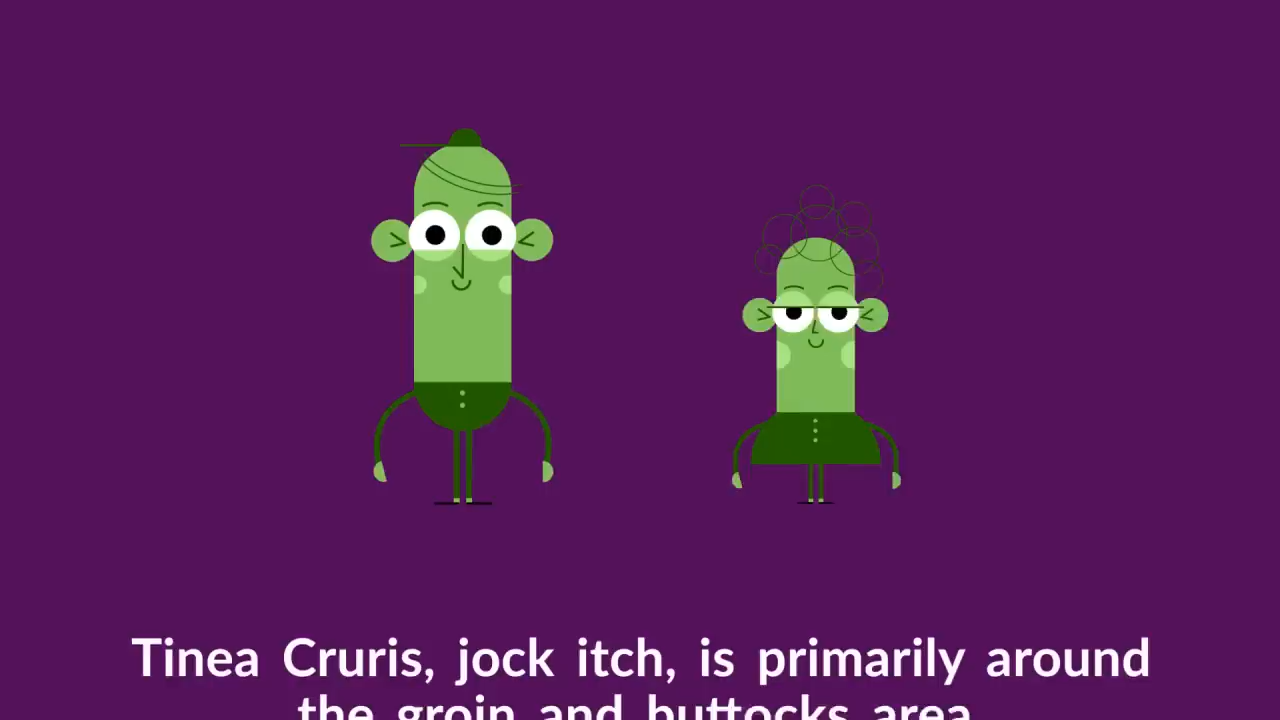 Tinea Cruris, jock itch, is primarily around
the groin and buttocks area